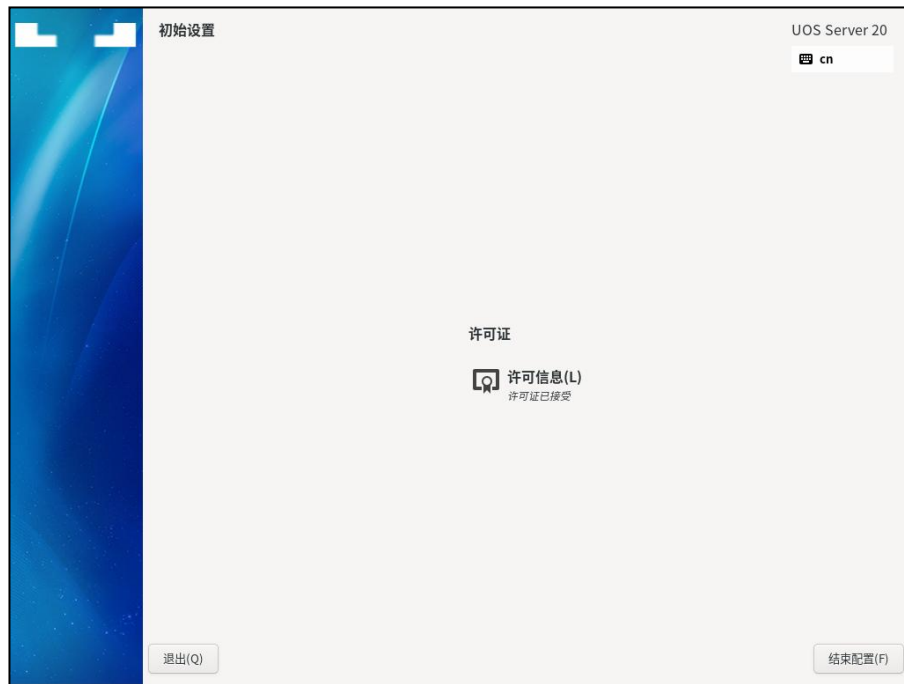 初始设置
UOS Server 20
cn
许可证
许可信息(L)
许可证已接受
退出(Q)
结束配置(F)